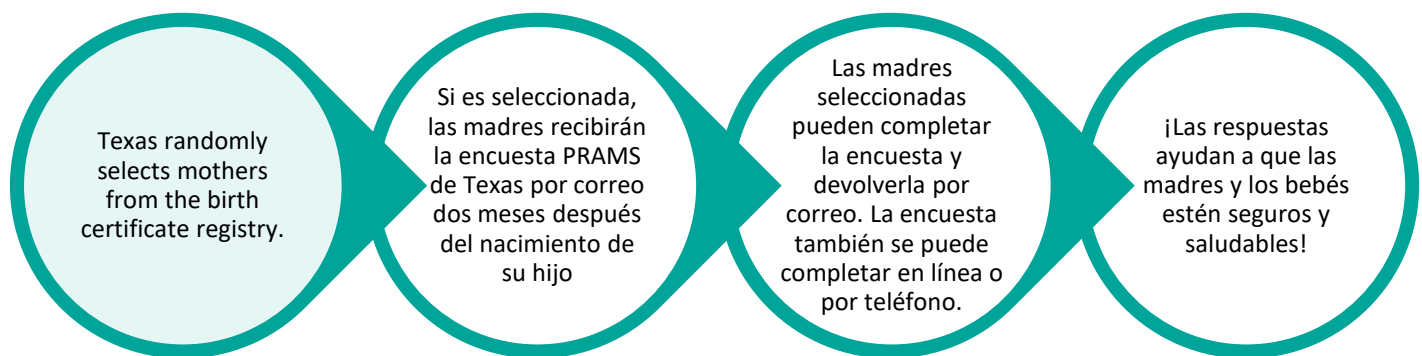 Texas randomly
selects mothers
from the birth
certificate registry.
Si es seleccionada,
las madres recibirán
la encuesta PRAMS
de Texas por correo
dos meses después
del nacimiento de
su hijo
Las madres
seleccionadas
pueden completar
la encuesta y
devolverla por
correo. La encuesta
también se puede
completar en línea o
por teléfono.
¡Las respuestas
ayudan a que las
madres y los bebés
estén seguros y
saludables!